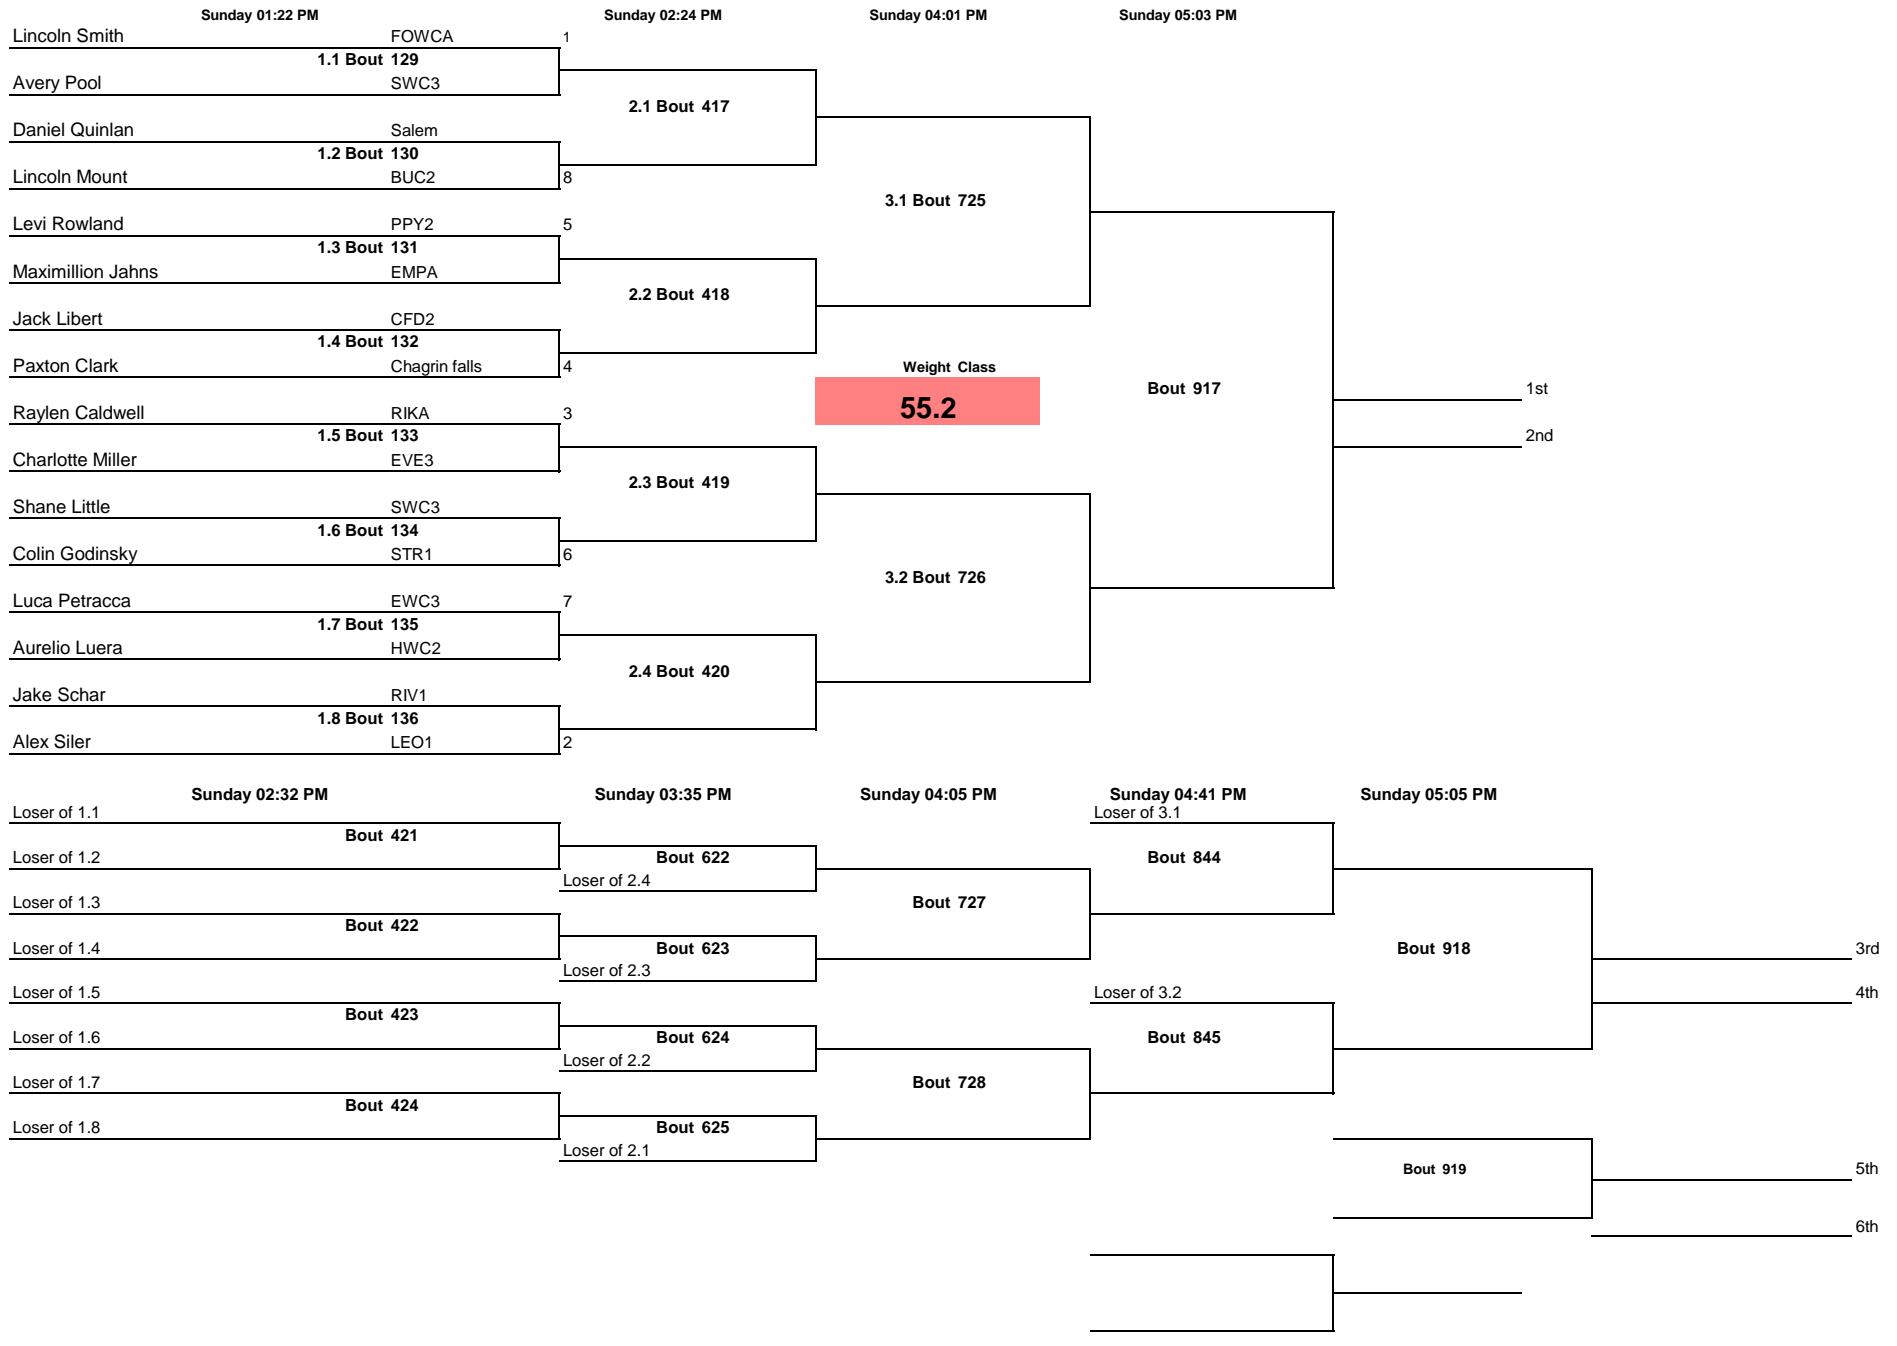 Sunday 01:22 PM Sunday 02:24 PM Sunday 04:01 PM Sunday 05:03 PM
Lincoln Smith FOWCA 1
1.1 Bout 129
Avery Pool SWC3
2.1 Bout 417
Daniel Quinlan Salem
1.2 Bout 130
Lincoln Mount BUC2 8
3.1 Bout 725
Levi Rowland PPY2 5
1.3 Bout 131
Maximillion Jahns EMPA
2.2 Bout 418
Jack Libert CFD2
1.4 Bout 132
Paxton Clark Chagrin falls 4 Weight Class
Bout 917 1st
55.2
Raylen Caldwell RIKA 3
1.5 Bout 133 2nd
Charlotte Miller EVE3
2.3 Bout 419
Shane Little SWC3
1.6 Bout 134
Colin Godinsky STR1 6
3.2 Bout 726
Luca Petracca EWC3 7
1.7 Bout 135
Aurelio Luera HWC2
2.4 Bout 420
Jake Schar RIV1
1.8 Bout 136
Alex Siler LEO1 2
Sunday 02:32 PM Sunday 03:35 PM Sunday 04:05 PM Sunday 04:41 PM Sunday 05:05 PM
Loser of 1.1 Loser of 3.1
Bout 421
Loser of 1.2 Bout 622 Bout 844
Loser of 2.4
Loser of 1.3 Bout 727
Bout 422
Loser of 1.4 Bout 623 Bout 918 3rd
Loser of 2.3
Loser of 1.5 Loser of 3.2 4th
Bout 423
Loser of 1.6 Bout 624 Bout 845
Loser of 2.2
Loser of 1.7 Bout 728
Bout 424
Loser of 1.8 Bout 625
Loser of 2.1
Bout 919 5th
6th